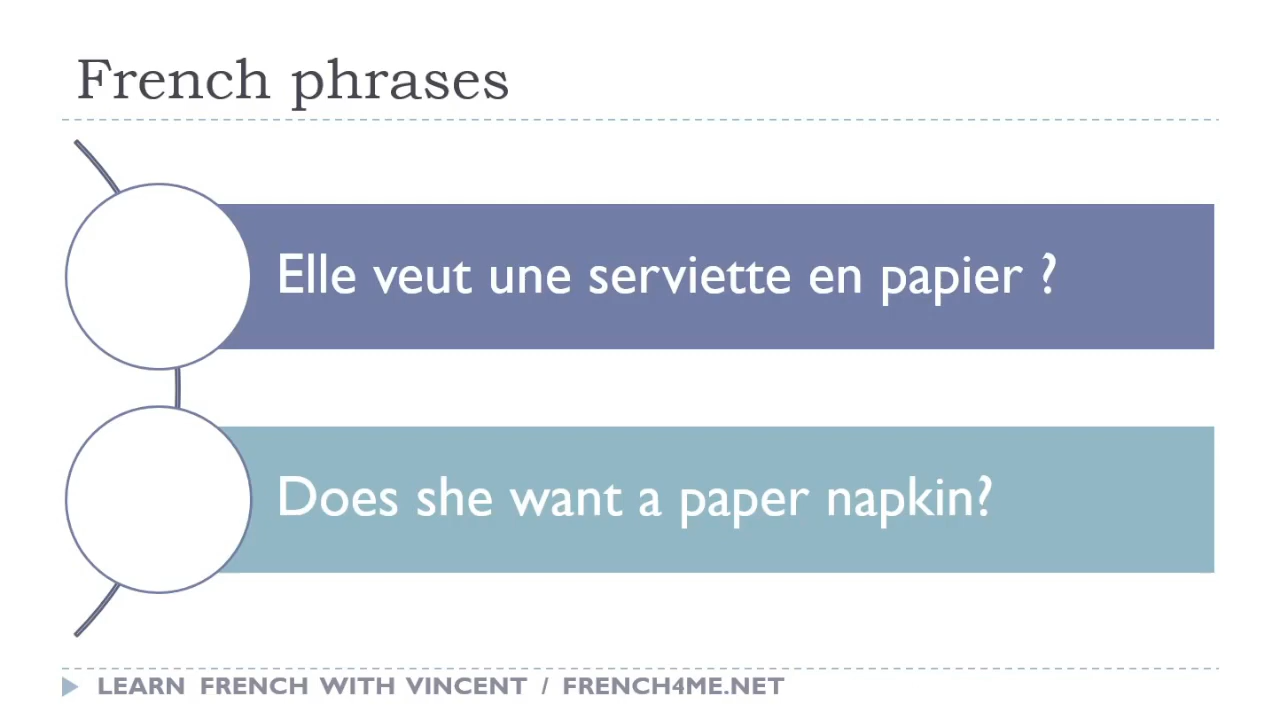 French phrases
Elle veut une serviette en papier ?
Does she want a paper napkin?
LEARN FRENCH WITH VINCENT / FRENCH4ME.NET